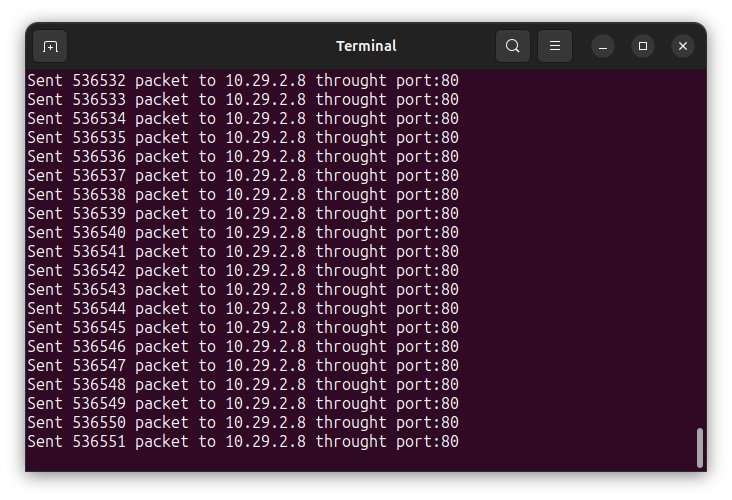 Terminal
Sent 536532 packet to 10.29.2.8 throught port:80
Sent 536533 packet to 10.29.2.8 throught port:80
Sent 536534 packet to 10.29.2.8 throught port:80
Sent 536535 packet to 10.29.2.8 throught port:80
Sent 536536 packet to 10.29.2.8 throught port:80
Sent 536537 packet to 10.29.2.8 throught port:80
Sent 536538 packet to 10.29.2.8 throught port:80
Sent 536539 packet to 10.29.2.8 throught port:80
Sent 536540 packet to 10.29.2.8 throught port:80
Sent 536541 packet to 10.29.2.8 throught port:80
Sent 536542 packet to 10.29.2.8 throught port:80
Sent 536543 packet to 10.29.2.8 throught port:80
Sent 536544 packet to 10.29.2.8 throught port:80
Sent 536545 packet to 10.29.2.8 throught port:80
Sent 536546 packet to 10.29.2.8 throught port:80
Sent 536547 packet to 10.29.2.8 throught port:80
Sent 536548 packet to 10.29.2.8 throught port:80
Sent 536549 packet to 10.29.2.8 throught port:80
Sent 536550 packet to 10.29.2.8 throught port:80
Sent 536551 packet to 10.29.2.8 throught port:80